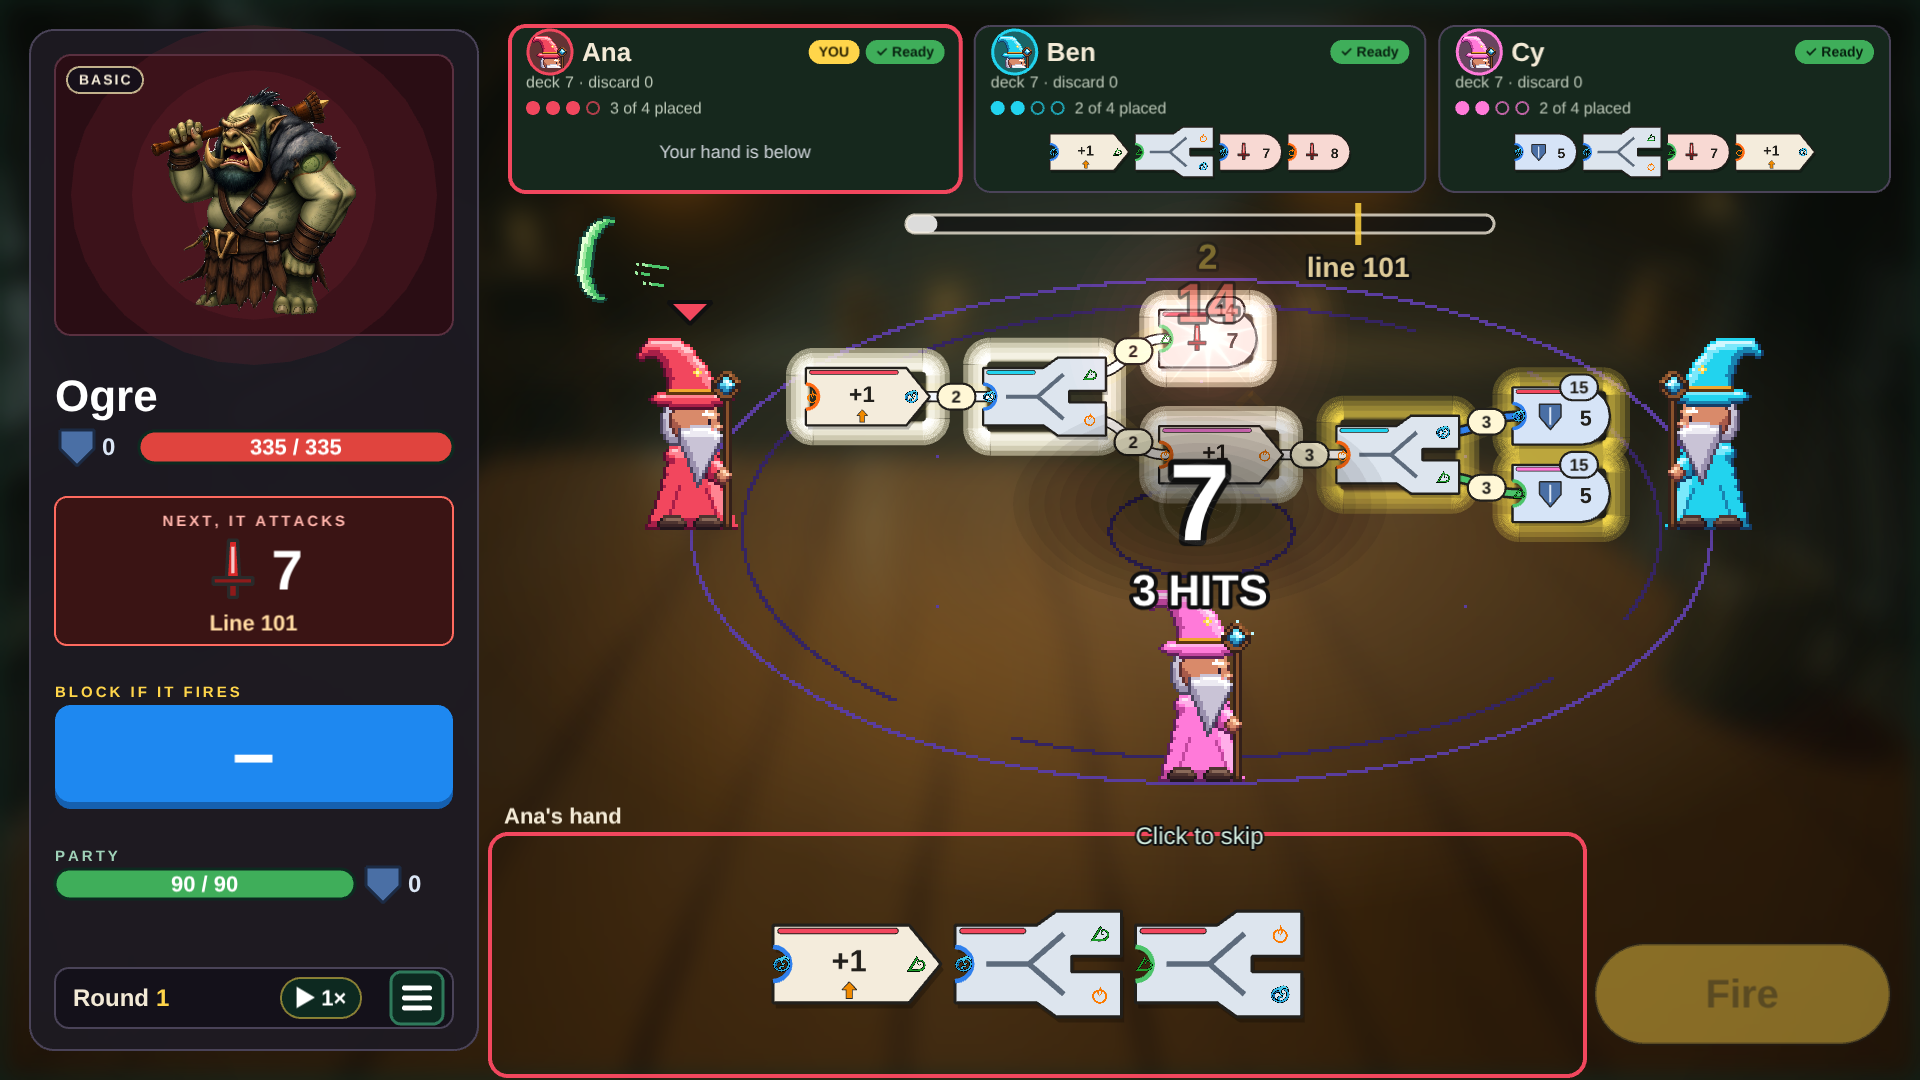 BASIC
Ogre
0
335 / 335
NEXT, IT ATTACKS
7
Line 101
BLOCK IF IT FIRES
–
PARTY
90 / 90
0
Round 1
1×
Ana
YOU
✓ Ready
deck 7 · discard 0
3 of 4 placed
Your hand is below
Ben
✓ Ready
deck 7 · discard 0
2 of 4 placed
+1
7
8
Cy
✓ Ready
deck 7 · discard 0
2 of 4 placed
5
7
+1
line 101
2
14
14
7
2
+1
2
2
+1
3
3
15
5
3
15
5
7
3 HITS
Ana's hand
Click to skip
+1
Fire